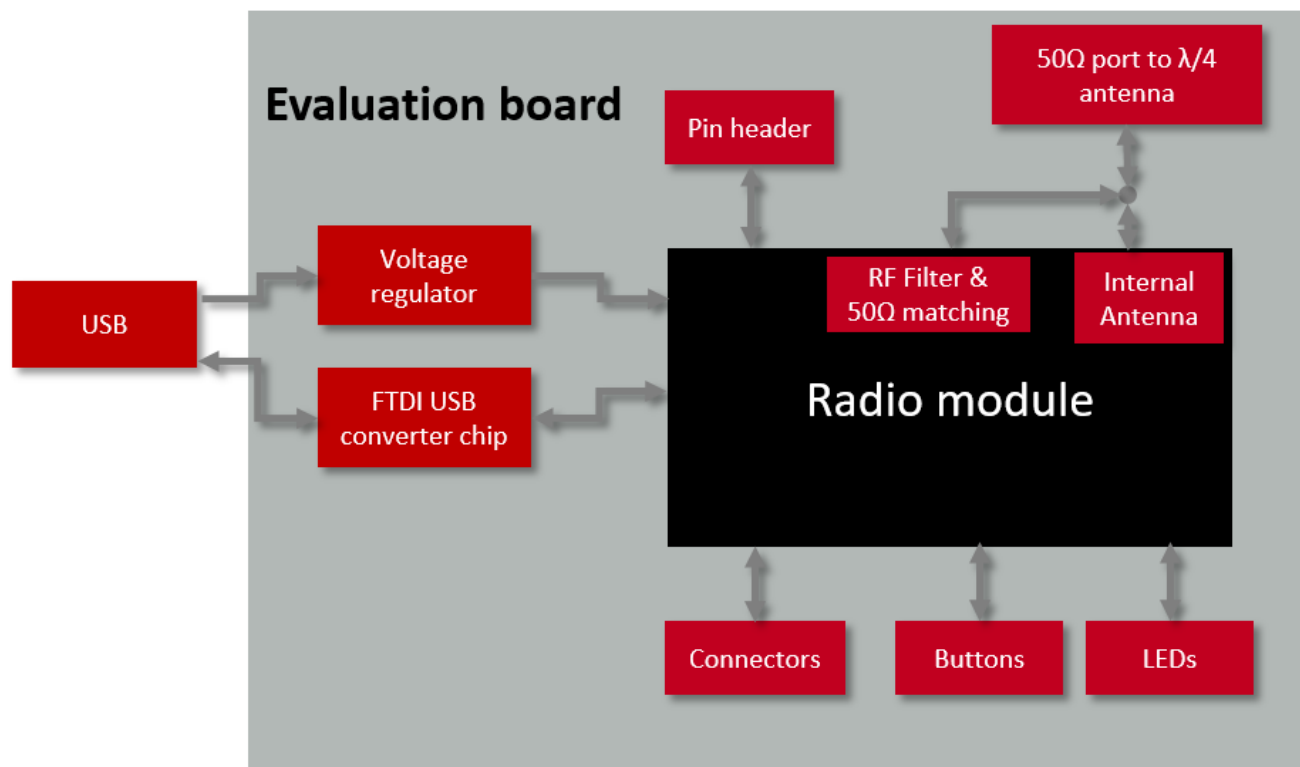 50Ω port to λ/4
antenna
Evaluation board
Pin header
Voltage
regulator
RF Filter &
50Ω matching
Internal
Antenna
USB
FTDI USB
converter chip
Radio module
Connectors
Buttons
LEDs